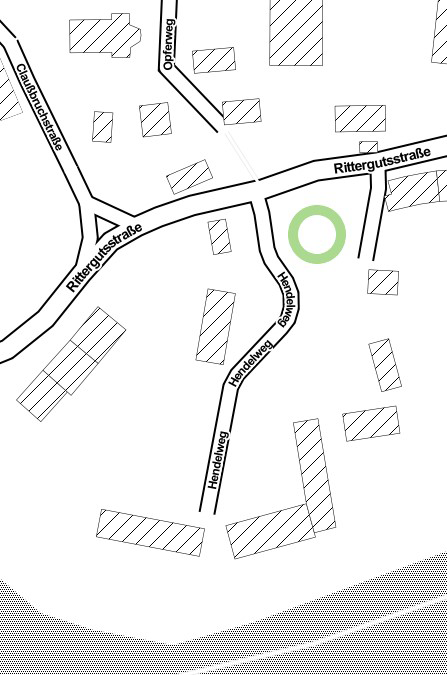 Opferweg
Claußbruchstraße
Rittergutsstraße
Rittergutsstraße
Hendelweg
Hendelweg
Hendelweg